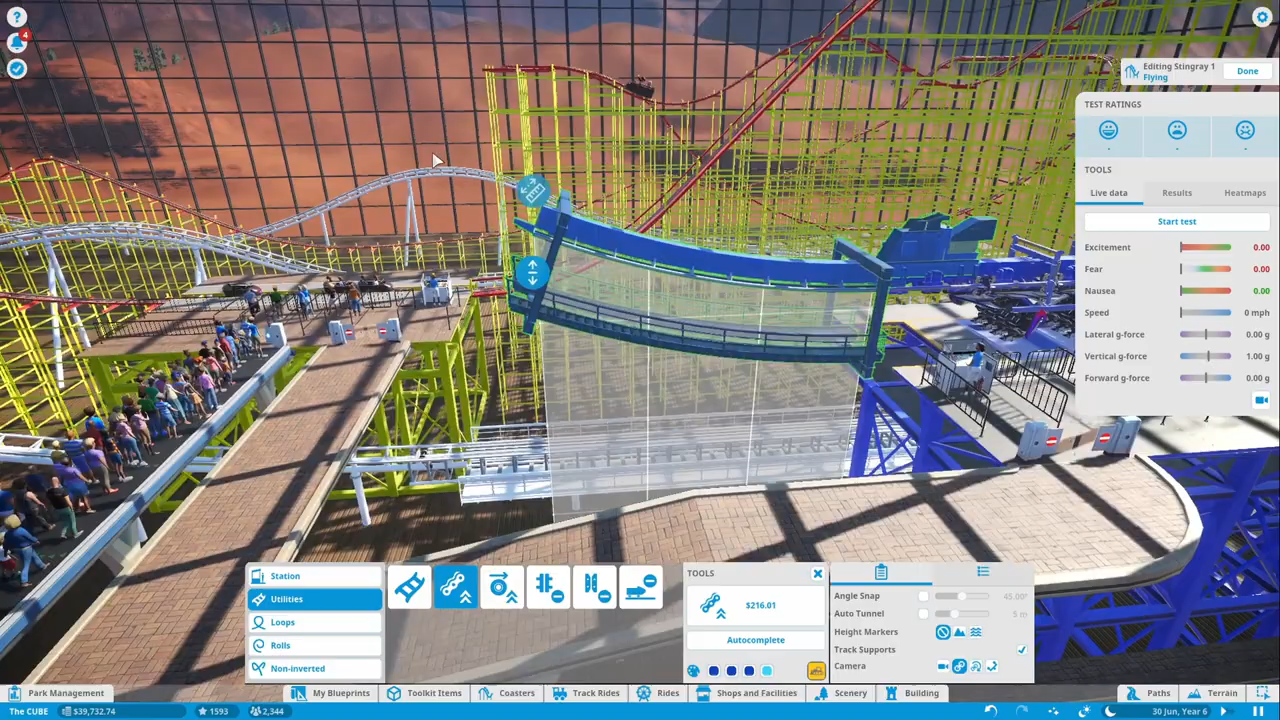 ?
4
Editing Stingray 1
Flying
Done
TEST RATINGS
- - -
TOOLS
Live data Results Heatmaps
Start test
Excitement 0.00
Fear 0.00
Nausea 0.00
Speed 0 mph
Lateral g-force 0.00 g
Vertical g-force 1.00 g
Forward g-force 0.00 g
Station
Utilities
Loops
Rolls
Non-inverted
TOOLS
$216.01
Autocomplete
Angle Snap 45.00°
Auto Tunnel 5 m
Height Markers
Track Supports
Camera
Park Management My Blueprints Toolkit Items Coasters Track Rides Rides Shops and Facilities Scenery Building Paths Terrain
The CUBE $39,732.74 1593 2,344 30 Jun, Year 6